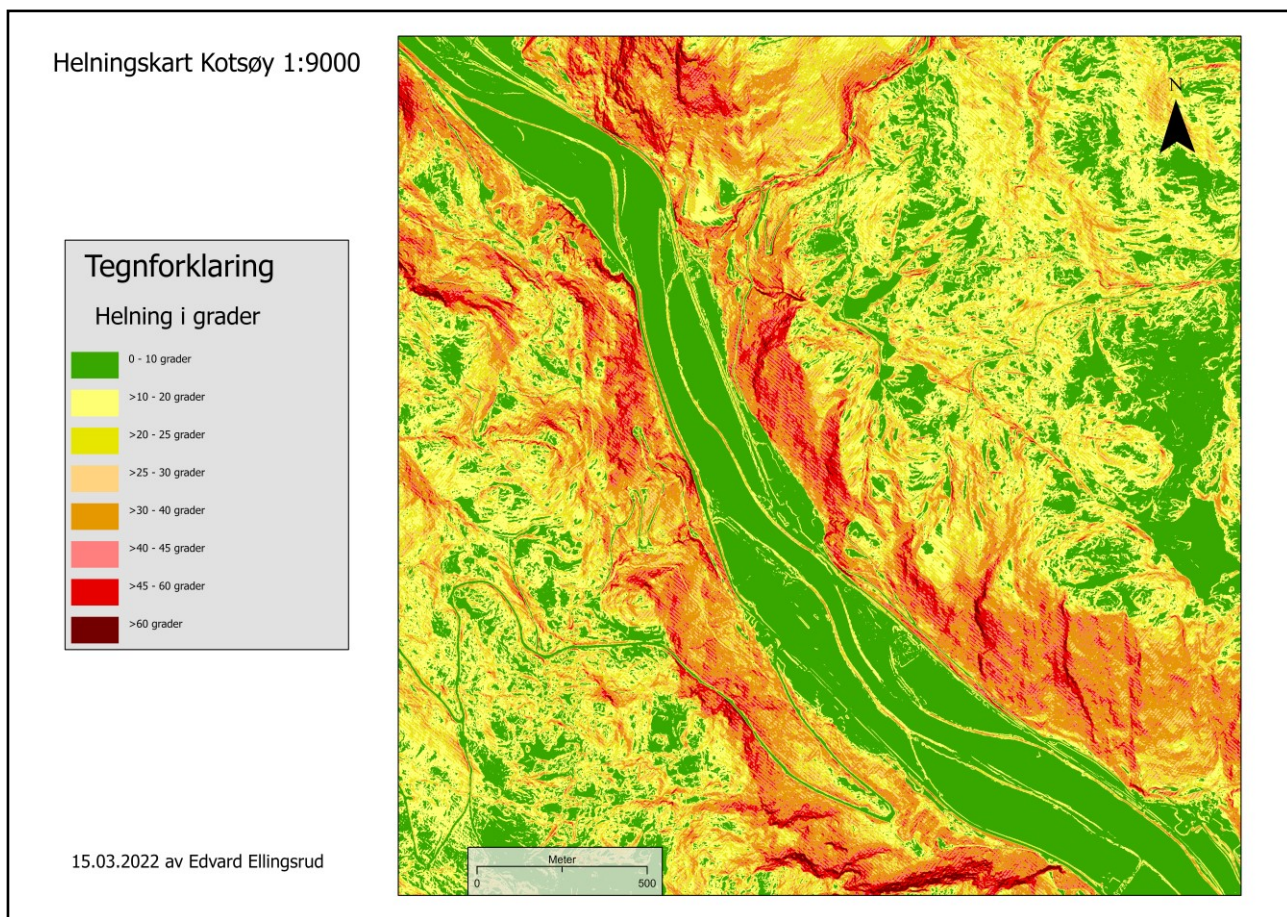 Helningskart Kotsøy 1:9000
N
Tegnforklaring
Helning i grader
0 - 10 grader
>10 - 20 grader
>20 - 25 grader
>25 - 30 grader
>30 - 40 grader
>40 - 45 grader
>45 - 60 grader
>60 grader
15.03.2022 av Edvard Ellingsrud
Meter
0 500